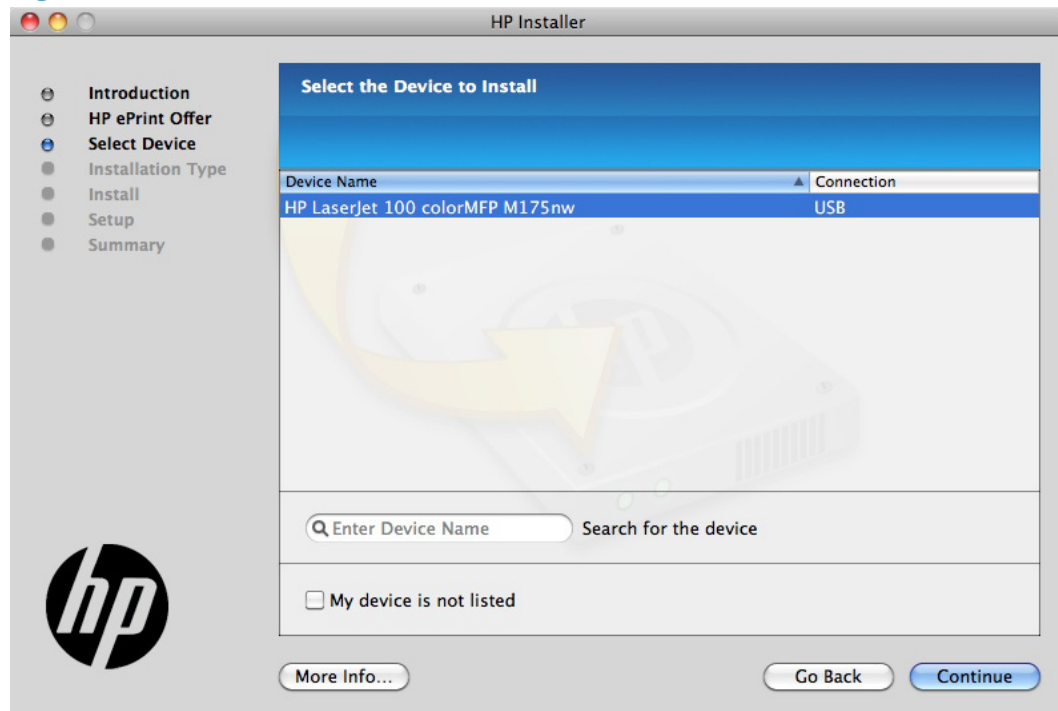 HP Installer
Introduction
HP ePrint Offer
Select Device
Installation Type
Install
Setup
Summary
Select the Device to Install
Device Name Connection
HP LaserJet 100 colorMFP M175nw USB
Enter Device Name Search for the device
My device is not listed
hp
More Info... Go Back Continue